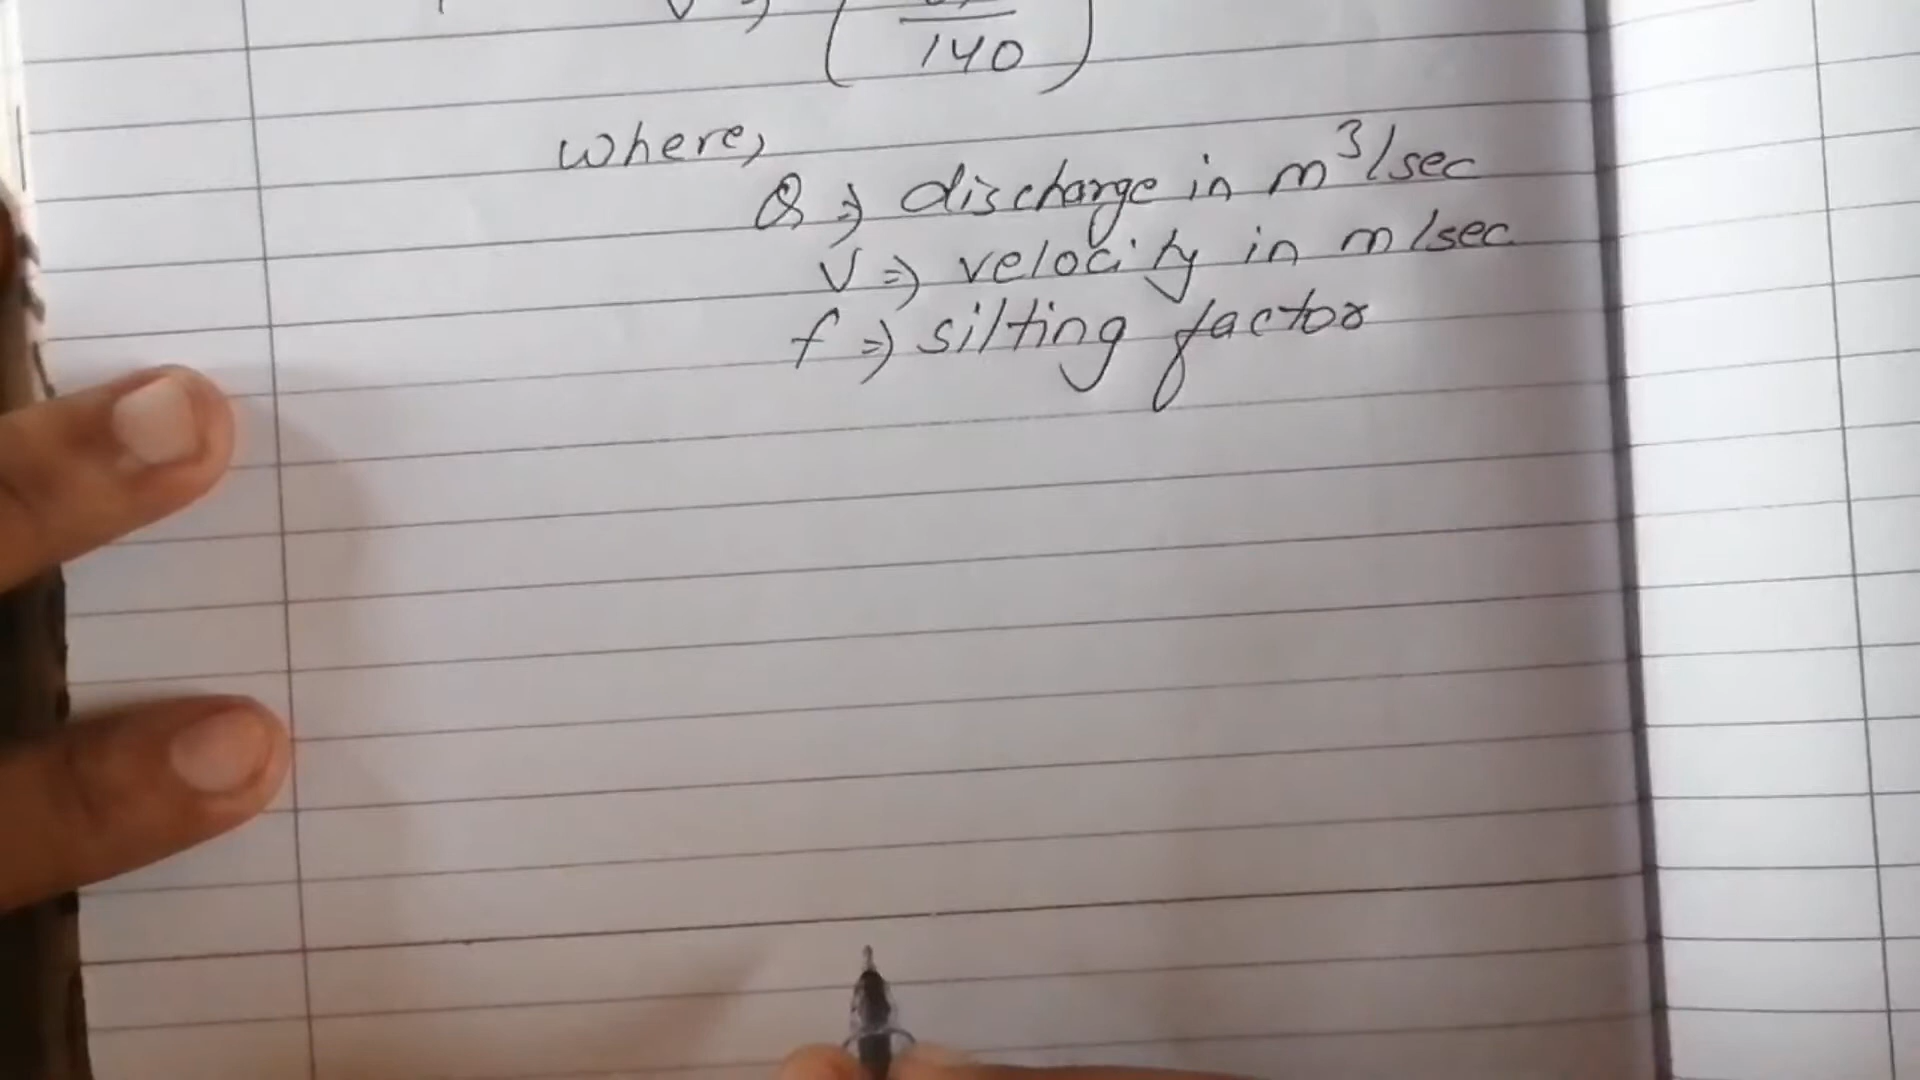 140
where,
Q ⇒ discharge in m³/sec
V ⇒ velocity in m/sec
f ⇒ silting factor